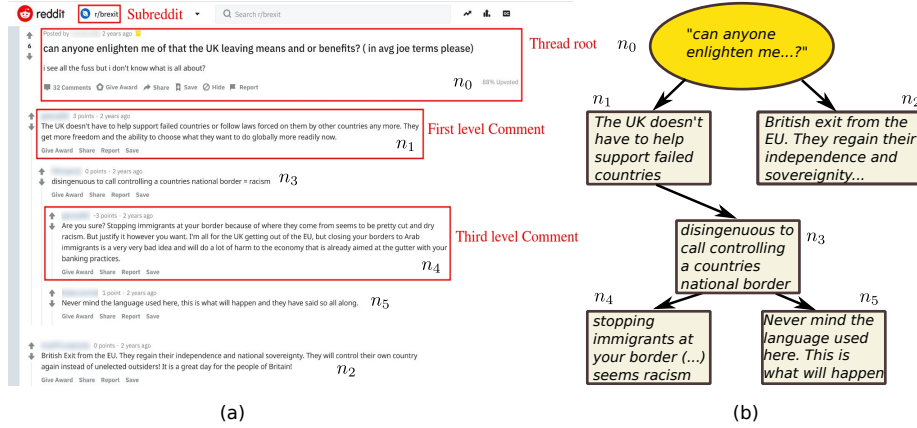 reddit r/brexit Subreddit Search r/brexit
Posted by 2 years ago
6
can anyone enlighten me of that the UK leaving means and or benefits? ( in avg joe terms please)
Thread root
i see all the fuss but i don't know what is all about?
n0
32 Comments Give Award Share Save Hide Report 88% Upvoted
3 points · 2 years ago
The UK doesn't have to help support failed countries or follow laws forced on them by other countries any more. They
get more freedom and the ability to choose what they want to do globally more readily now.
Give Award Share Report Save
n1
First level Comment
0 points · 2 years ago
disingenuous to call controlling a countries national border = racism
n3
Give Award Share Report Save
-3 points · 2 years ago
Are you sure? Stopping immigrants at your border because of where they come from seems to be pretty cut and dry
racism. But justify it however you want. I'm all for the UK getting out of the EU, but closing your borders to Arab
immigrants is a very very bad idea and will do a lot of harm to the economy that is already aimed at the gutter with your
banking practices.
Give Award Share Report Save
n4
Third level Comment
1 point · 2 years ago
Never mind the language used here, this is what will happen and they have said so all along.
n5
Give Award Share Report Save
0 points · 2 years ago
British Exit from the EU. They regain their independence and national sovereignty. They will control their own country
again instead of unelected outsiders! It is a great day for the people of Britain!
n2
Give Award Share Report Save
(a)
n0
"can anyone
enlighten me...?"
n1
The UK doesn't
have to help
support failed
countries
n2
British exit from the
EU. They regain their
independence and
sovereignity...
disingenuous to
call controlling
a countries
national border
n3
n4
stopping
immigrants at
your border (...)
seems racism
n5
Never mind the
language used
here. This is
what will happen
(b)